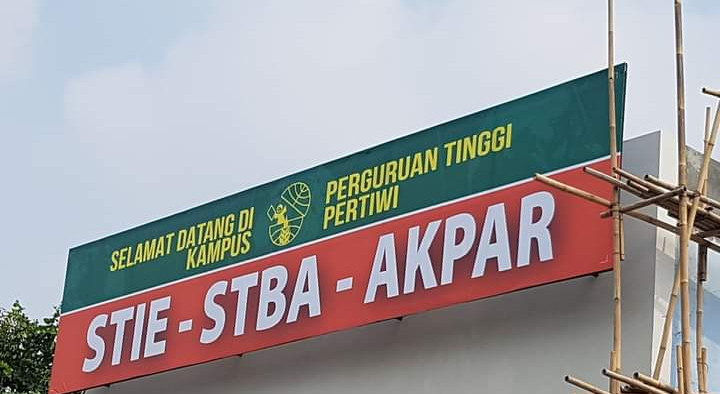 SELAMAT DATANG DI
KAMPUS
PERGURUAN TINGGI
PERTIWI
STIE - STBA - AKPAR